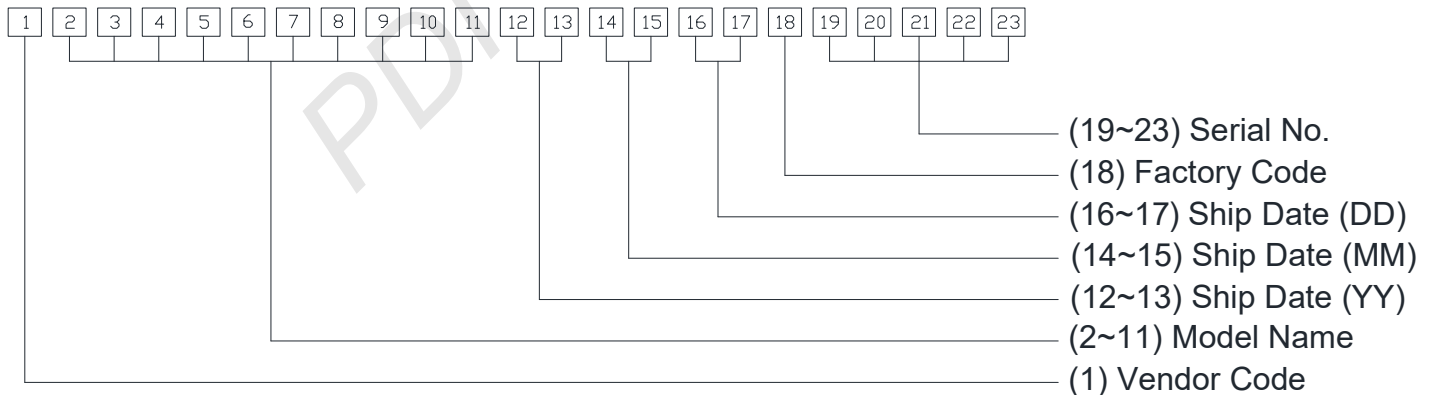 1 2 3 4 5 6 7 8 9 10 11 12 13 14 15 16 17 18 19 20 21 22 23
(19~23) Serial No.
(18) Factory Code
(16~17) Ship Date (DD)
(14~15) Ship Date (MM)
(12~13) Ship Date (YY)
(2~11) Model Name
(1) Vendor Code